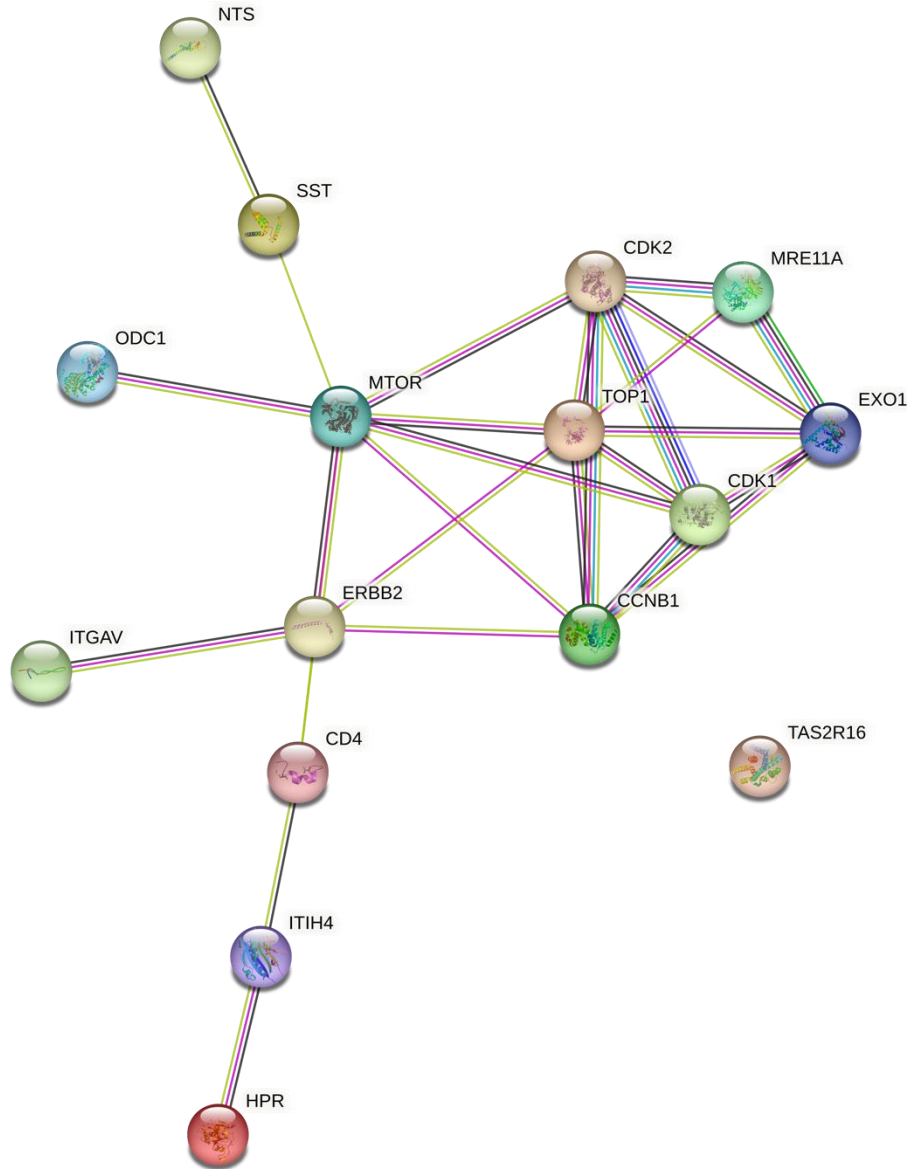 NTS
SST
CDK2
MRE11A
ODC1
MTOR
TOP1
EXO1
CDK1
ERBB2
CCNB1
ITGAV
CD4
TAS2R16
ITIH4
HPR